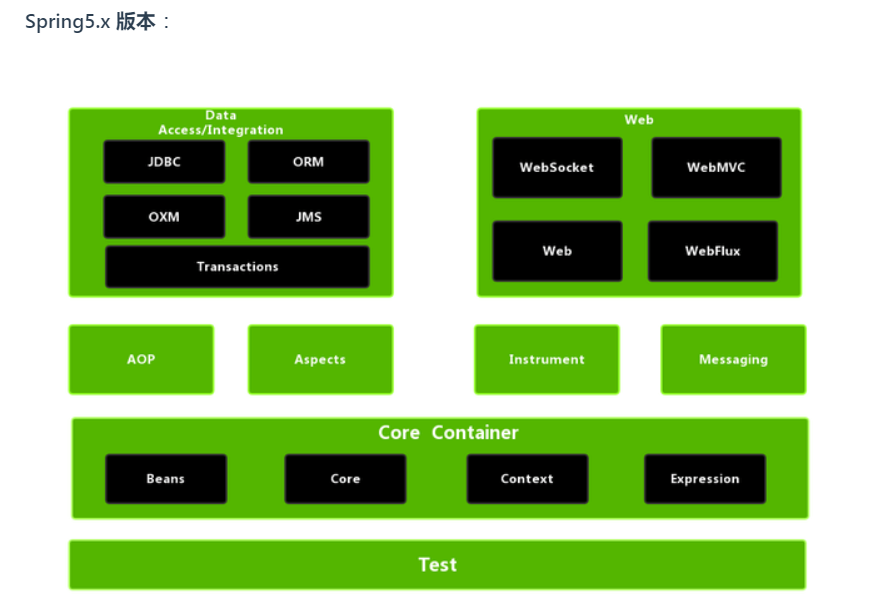 Spring5.x 版本：
Data
Access/Integration
JDBC
ORM
OXM
JMS
Transactions
Web
WebSocket
WebMVC
Web
WebFlux
AOP
Aspects
Instrument
Messaging
Core Container
Beans
Core
Context
Expression
Test